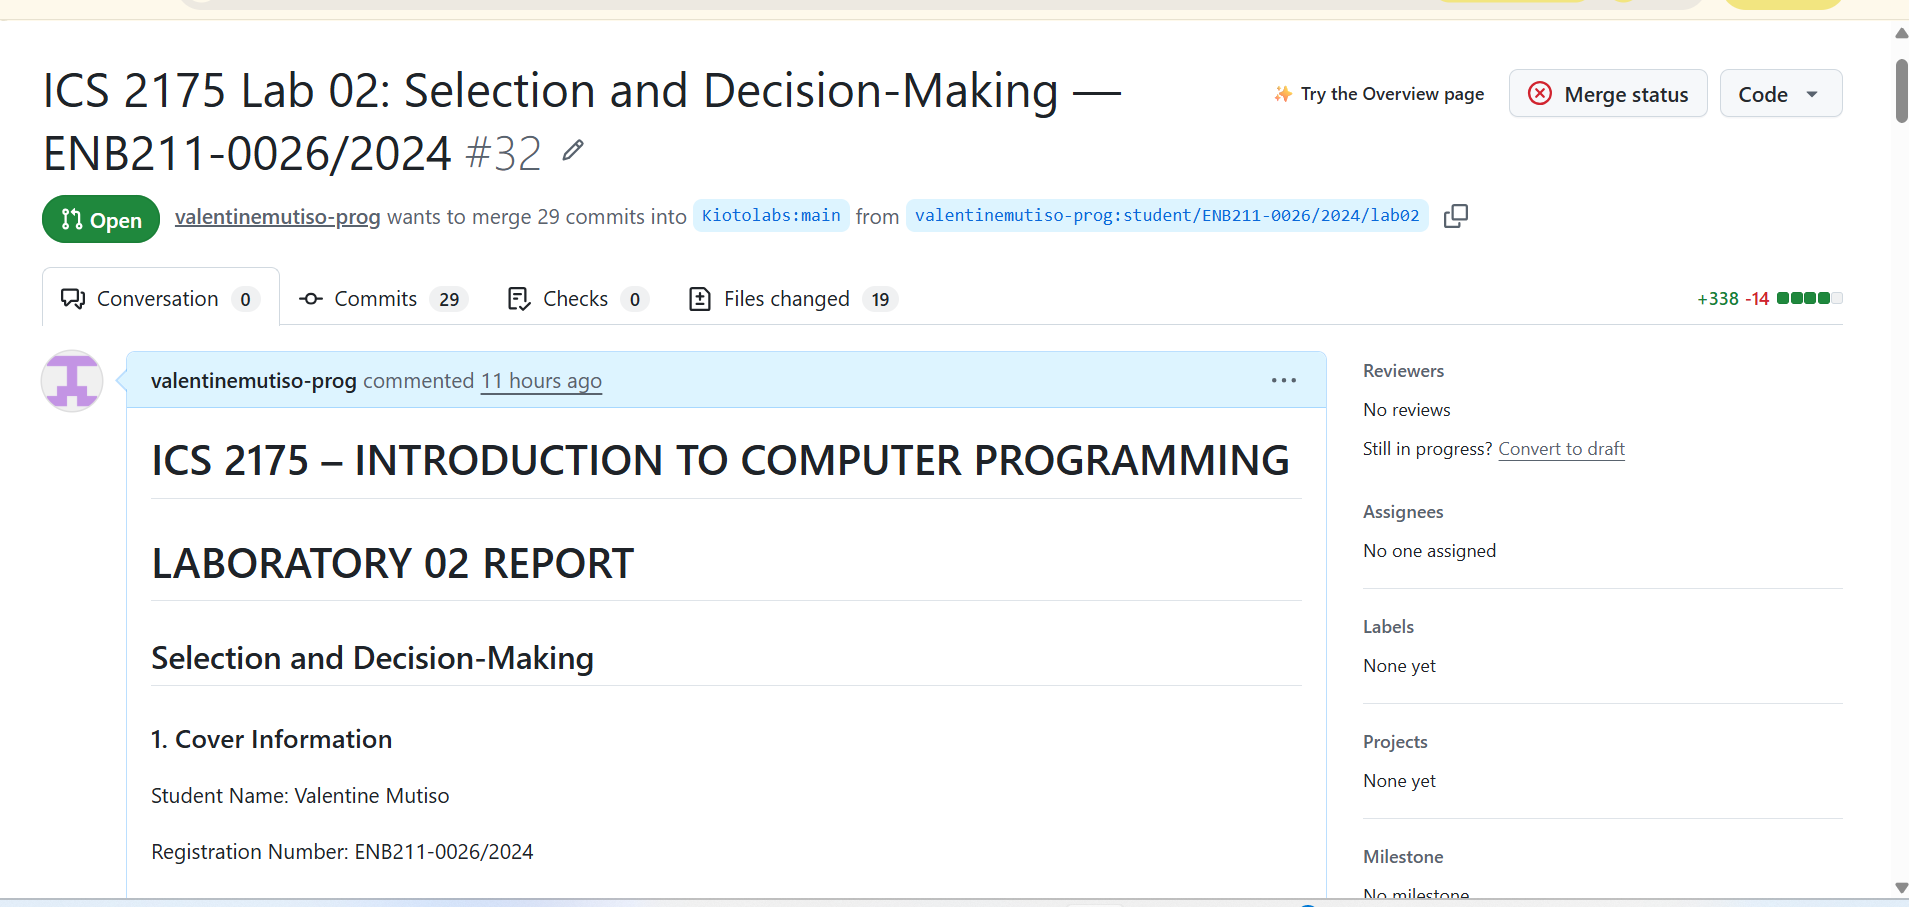 ICS 2175 Lab 02: Selection and Decision-Making —
ENB211-0026/2024 #32
Try the Overview page
Merge status
Code
Open
valentinemutiso-prog wants to merge 29 commits into Kiotolabs:main from valentinemutiso-prog:student/ENB211-0026/2024/lab02
Conversation 0
Commits 29
Checks 0
Files changed 19
+338 -14
valentinemutiso-prog commented 11 hours ago
ICS 2175 – INTRODUCTION TO COMPUTER PROGRAMMING
LABORATORY 02 REPORT
Selection and Decision-Making
1. Cover Information
Student Name: Valentine Mutiso
Registration Number: ENB211-0026/2024
Reviewers
No reviews
Still in progress? Convert to draft
Assignees
No one assigned
Labels
None yet
Projects
None yet
Milestone
No milestone